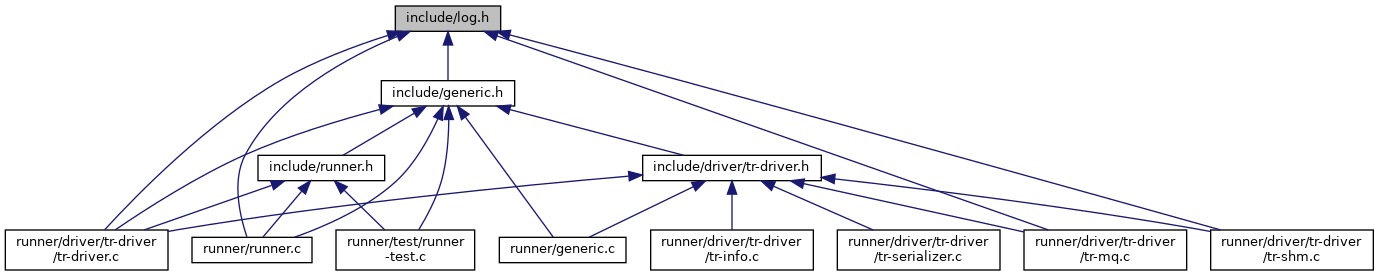 include/log.h
include/generic.h
include/runner.h
include/driver/tr-driver.h
runner/driver/tr-driver
/tr-driver.c
runner/runner.c
runner/test/runner
-test.c
runner/generic.c
runner/driver/tr-driver
/tr-info.c
runner/driver/tr-driver
/tr-serializer.c
runner/driver/tr-driver
/tr-mq.c
runner/driver/tr-driver
/tr-shm.c